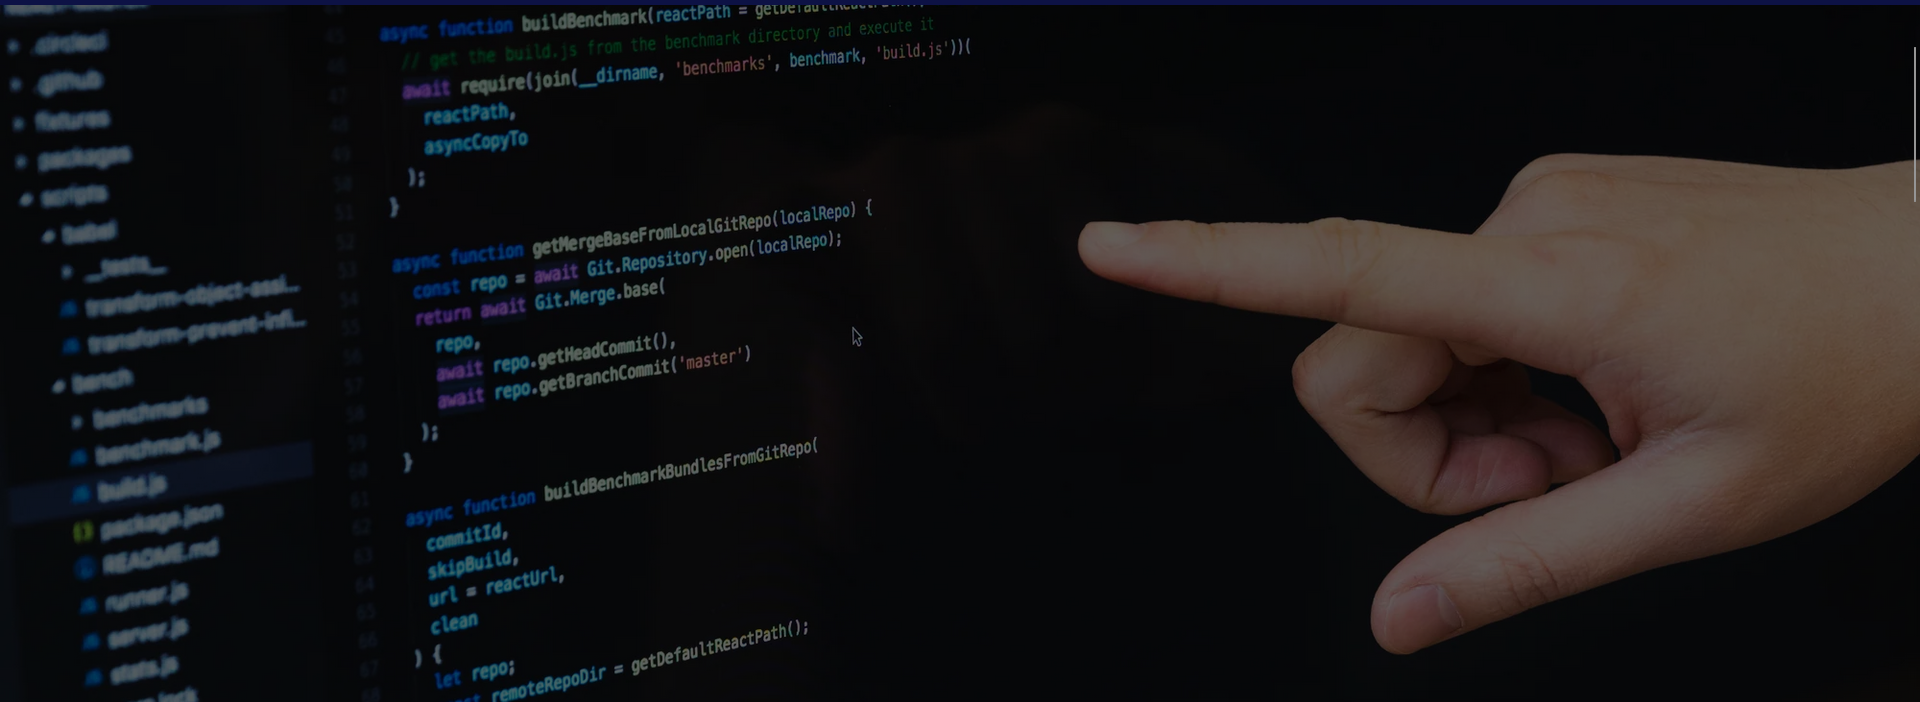 .circleci
.github
fixtures
packages
scripts
babel
__tests__
transform-object-assi...
transform-prevent-infi...
bench
benchmarks
benchmark.js
build.js
package.json
README.md
runner.js
server.js
stats.js
async function buildBenchmark(reactPath = getDefaultReactPath()
// get the build.js from the benchmark directory and execute it
await require(join(__dirname, 'benchmarks', benchmark, 'build.js'))(
reactPath,
asyncCopyTo
);
}
async function getMergeBaseFromLocalGitRepo(localRepo) {
const repo = await Git.Repository.open(localRepo);
return await Git.Merge.base(
repo,
await repo.getHeadCommit(),
await repo.getBranchCommit('master')
);
}
async function buildBenchmarkBundlesFromGitRepo(
commitId,
skipBuild,
url = reactUrl,
clean
) {
let repo;
remoteRepoDir = getDefaultReactPath();